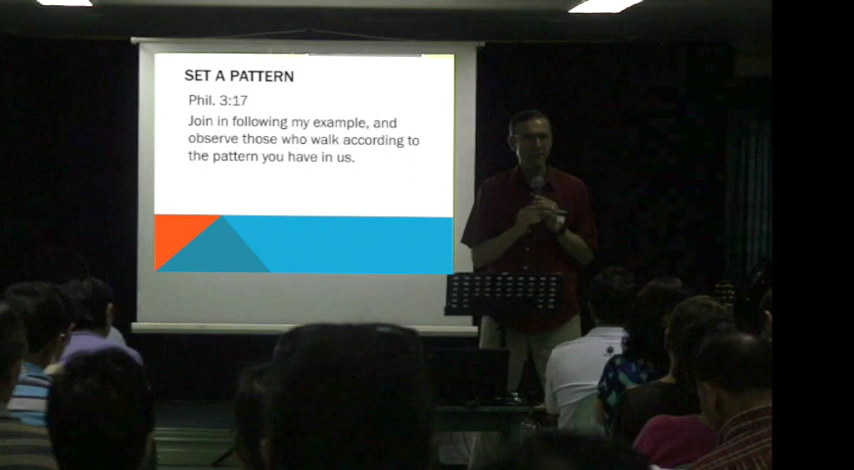 SET A PATTERN
Phil. 3:17
Join in following my example, and
observe those who walk according to
the pattern you have in us.